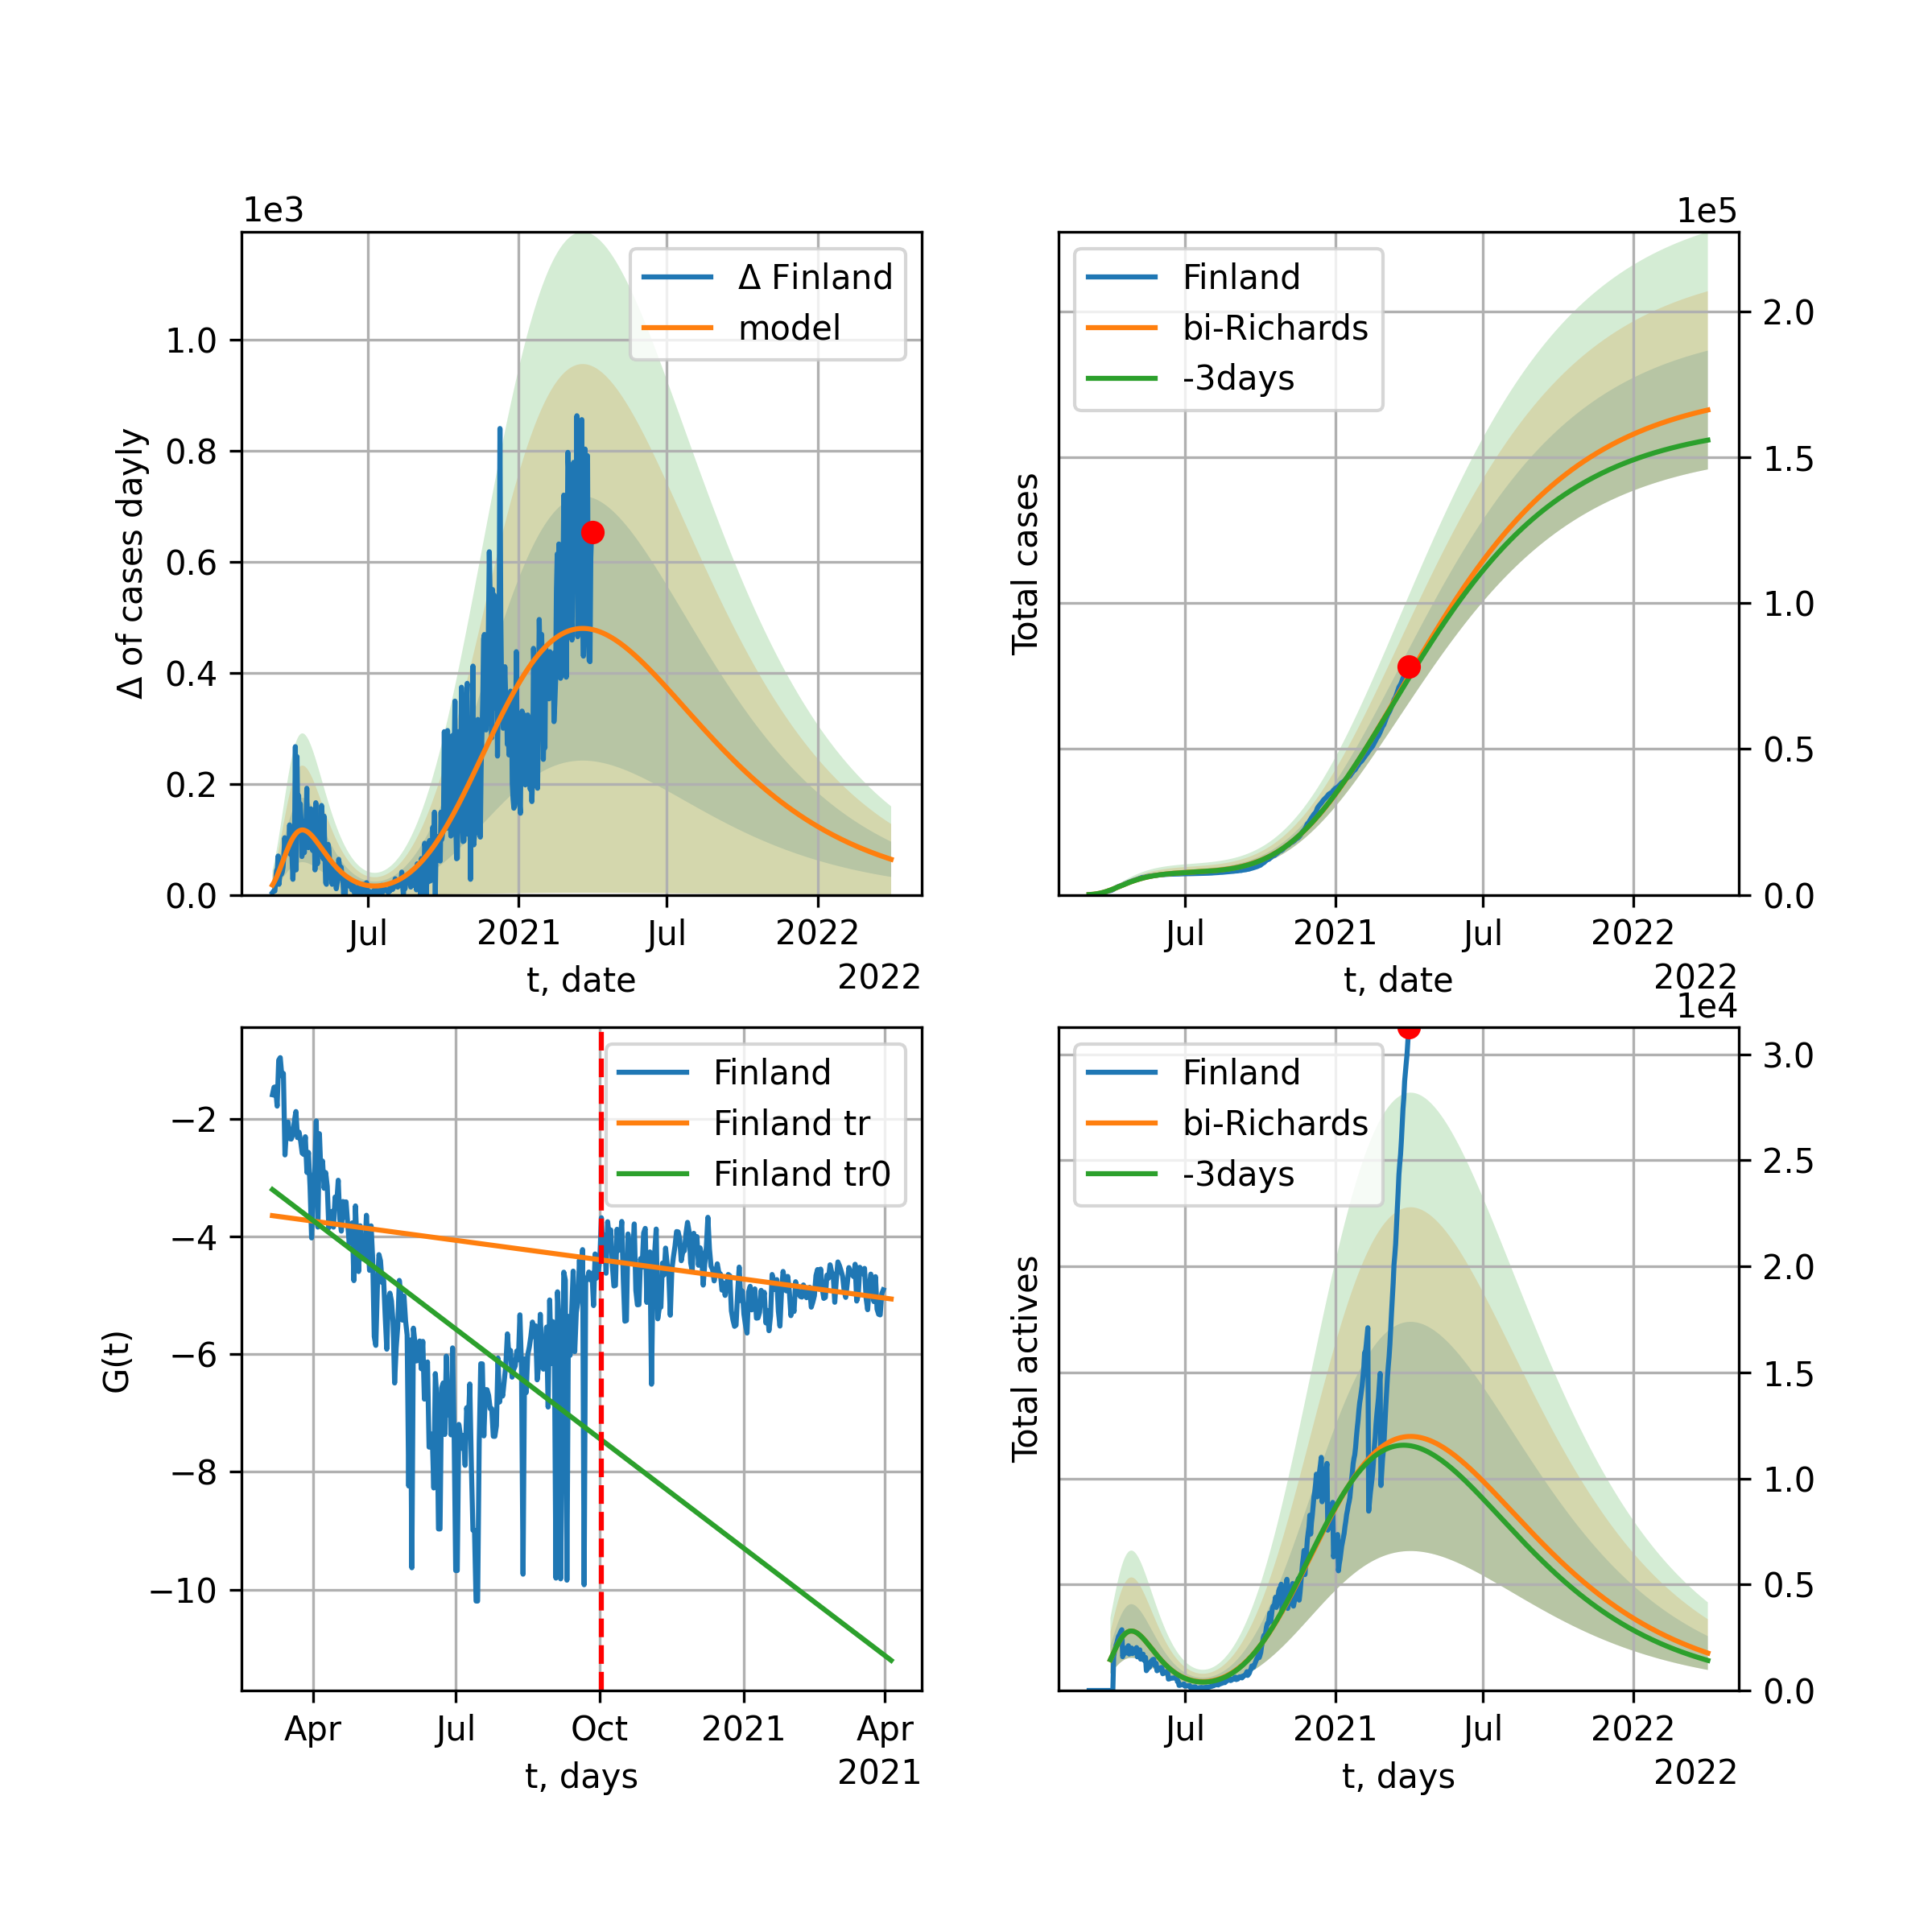 1e3
Δ Finland
model
1.0
0.8
0.6
0.4
0.2
0.0
Δ of cases dayly
Jul
2021
Jul
2022
t, date
2022
1e5
Finland
bi-Richards
-3days
Total cases
2.0
1.5
1.0
0.5
0.0
Jul
2021
Jul
2022
t, date
2022
Finland
Finland tr
Finland tr0
−2
−4
−6
−8
−10
G(t)
Apr
Jul
Oct
2021
Apr
t, days
2021
1e4
Finland
bi-Richards
-3days
Total actives
3.0
2.5
2.0
1.5
1.0
0.5
0.0
Jul
2021
Jul
2022
t, days
2022